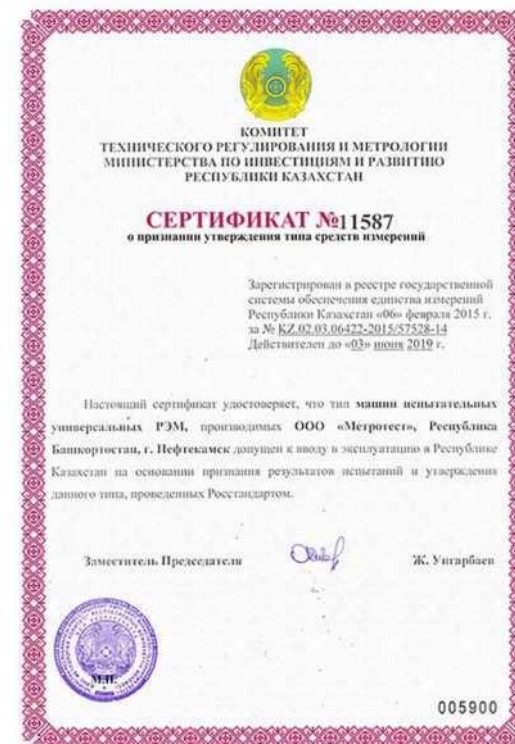 КОМИТЕТ
ТЕХНИЧЕСКОГО РЕГУЛИРОВАНИЯ И МЕТРОЛОГИИ
МИНИСТЕРСТВА ПО ИНВЕСТИЦИЯМ И РАЗВИТИЮ
РЕСПУБЛИКИ КАЗАХСТАН
СЕРТИФИКАТ №11587
о признании утверждения типа средств измерений
Зарегистрирован в реестре государственной
системы обеспечения единства измерений
Республики Казахстан «06» февраля 2015 г.
за № KZ.02.03.06422-2015/57528-14
Действителен до «03» июня 2019 г.
Настоящий сертификат удостоверяет, что тип машин испытательных
универсальных РЭМ, производимых ООО «Метротест», Республика
Башкортостан, г. Нефтекамск допущен к вводу в эксплуатацию в Республике
Казахстан на основании признания результатов испытаний и утверждения
данного типа, проведенных Росстандартом.
Заместитель Председателя Ж. Унгарбаев
М.П.
005900